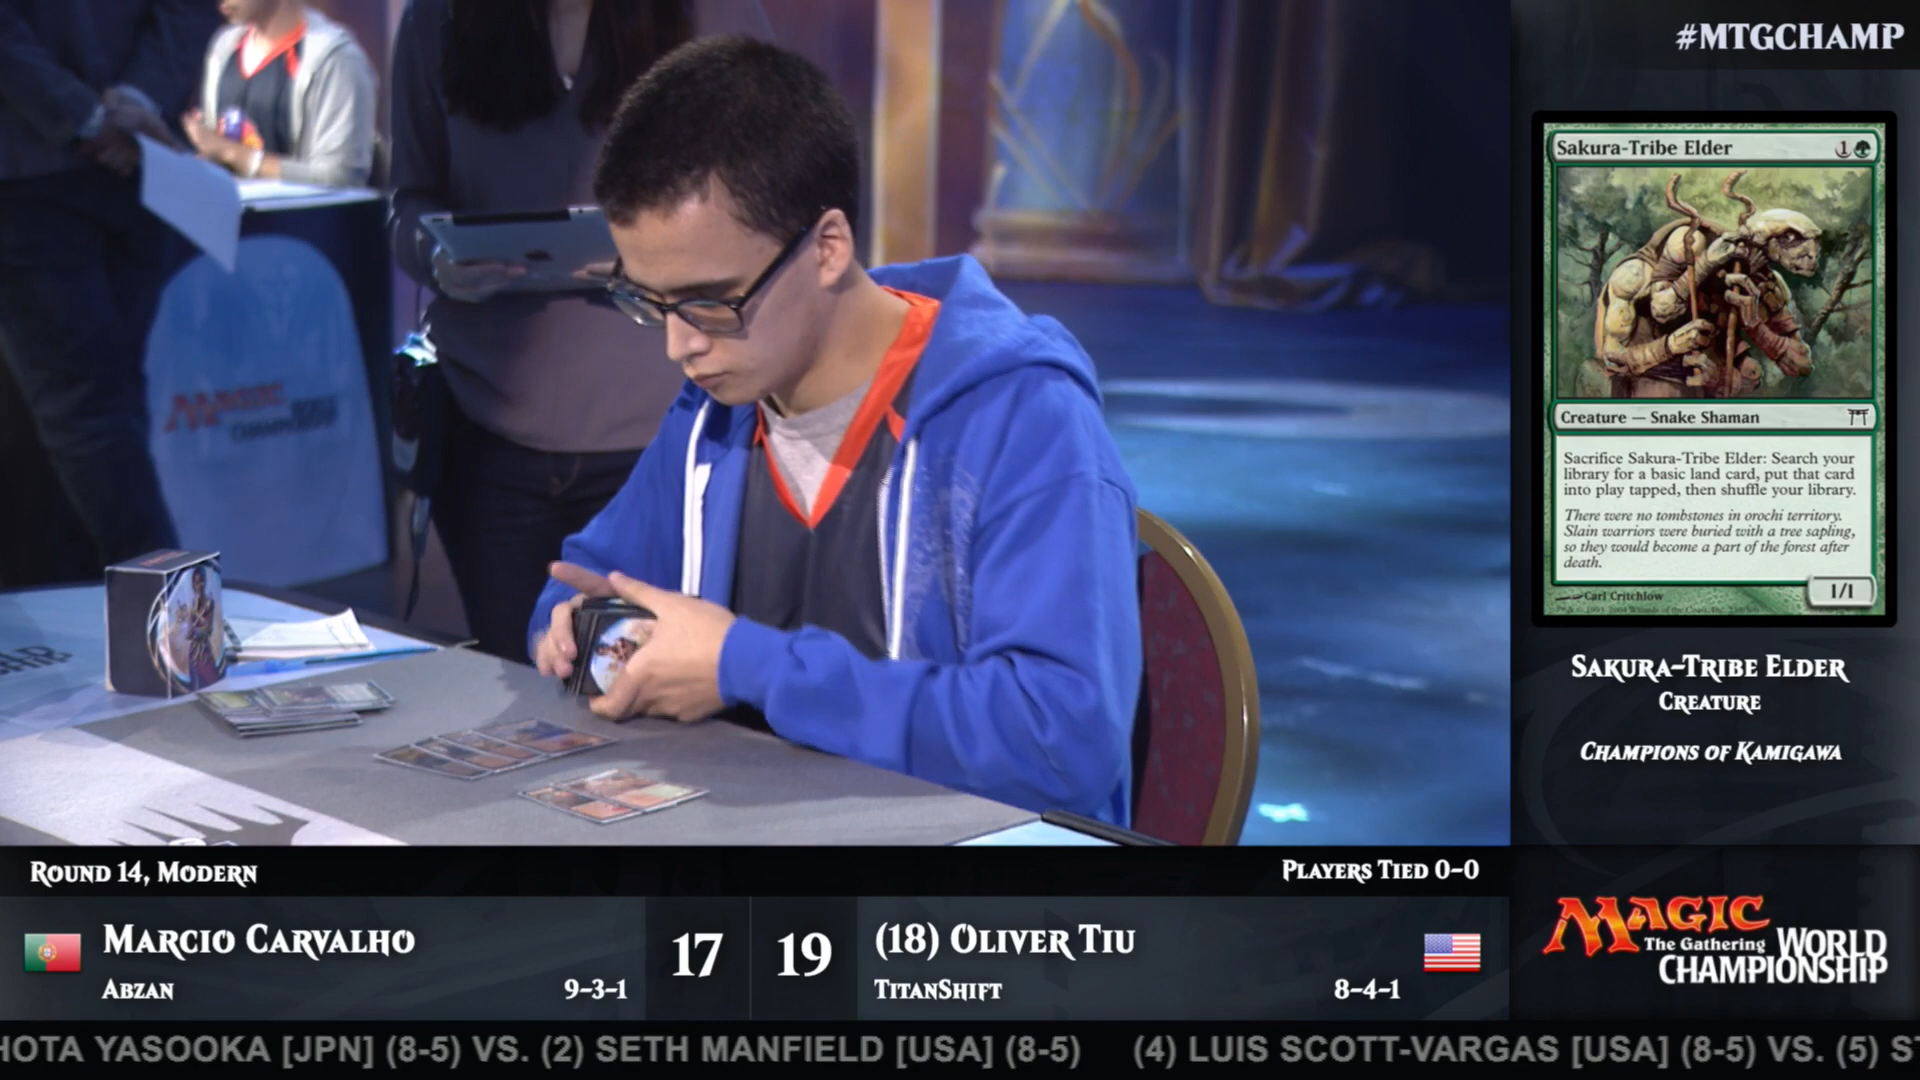 #MTGCHAMP
Sakura-Tribe Elder 1
Creature — Snake Shaman
Sacrifice Sakura-Tribe Elder: Search your
library for a basic land card, put that card
into play tapped, then shuffle your library.
There were no tombstones in orochi territory.
Slain warriors were buried with a tree sapling,
so they would become a part of the forest after
death.
1/1
Carl Critchlow
SAKURA-TRIBE ELDER
CREATURE
CHAMPIONS OF KAMIGAWA
MAGIC
ROUND 14, MODERN
PLAYERS TIED 0-0
MARCIO CARVALHO
ABZAN
9-3-1
17
19
(18) OLIVER TIU
TITANSHIFT
8-4-1
MAGIC
The Gathering
WORLD
CHAMPIONSHIP
HOTA YASOOKA [JPN] (8-5) VS. (2) SETH MANFIELD [USA] (8-5) (4) LUIS SCOTT-VARGAS [USA] (8-5) VS. (5)